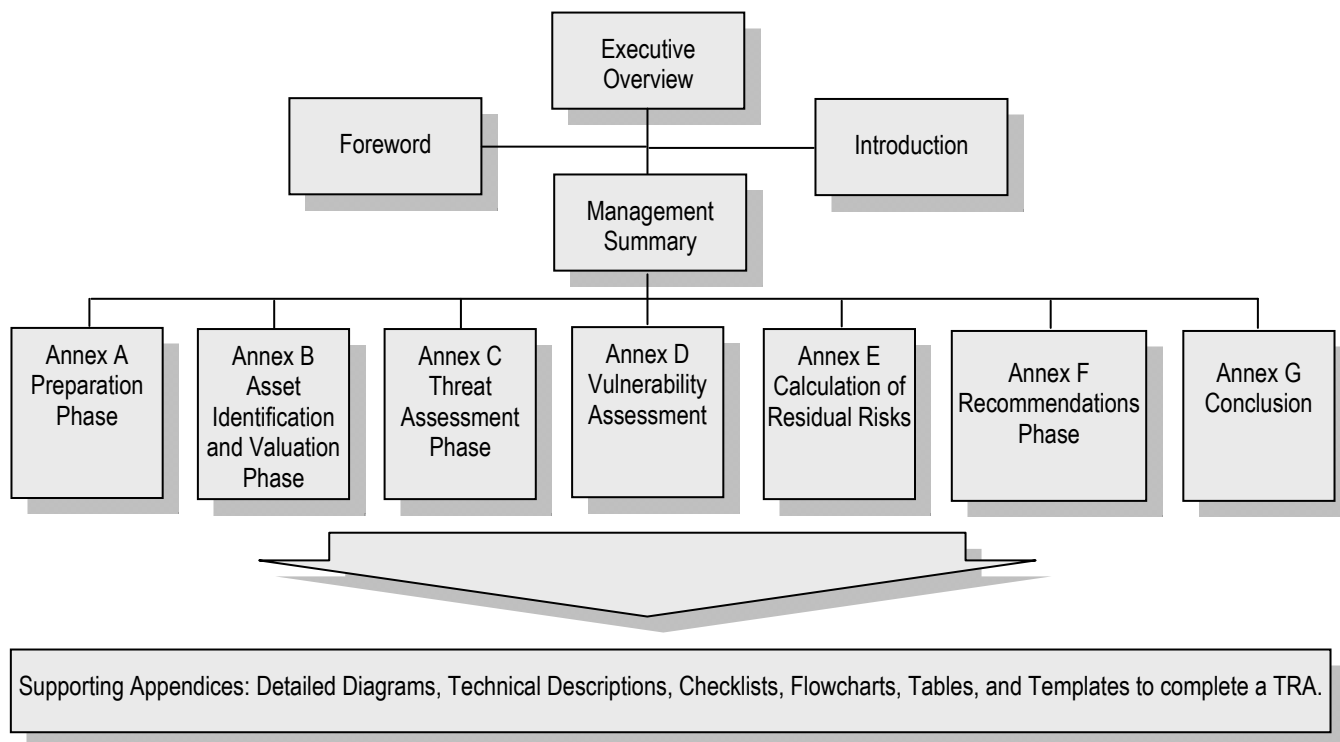 Executive
Overview
Foreword
Introduction
Management
Summary
Annex A
Preparation
Phase
Annex B
Asset
Identification
and Valuation
Phase
Annex C
Threat
Assessment
Phase
Annex D
Vulnerability
Assessment
Annex E
Calculation of
Residual Risks
Annex F
Recommendations
Phase
Annex G
Conclusion
Supporting Appendices: Detailed Diagrams, Technical Descriptions, Checklists, Flowcharts, Tables, and Templates to complete a TRA.